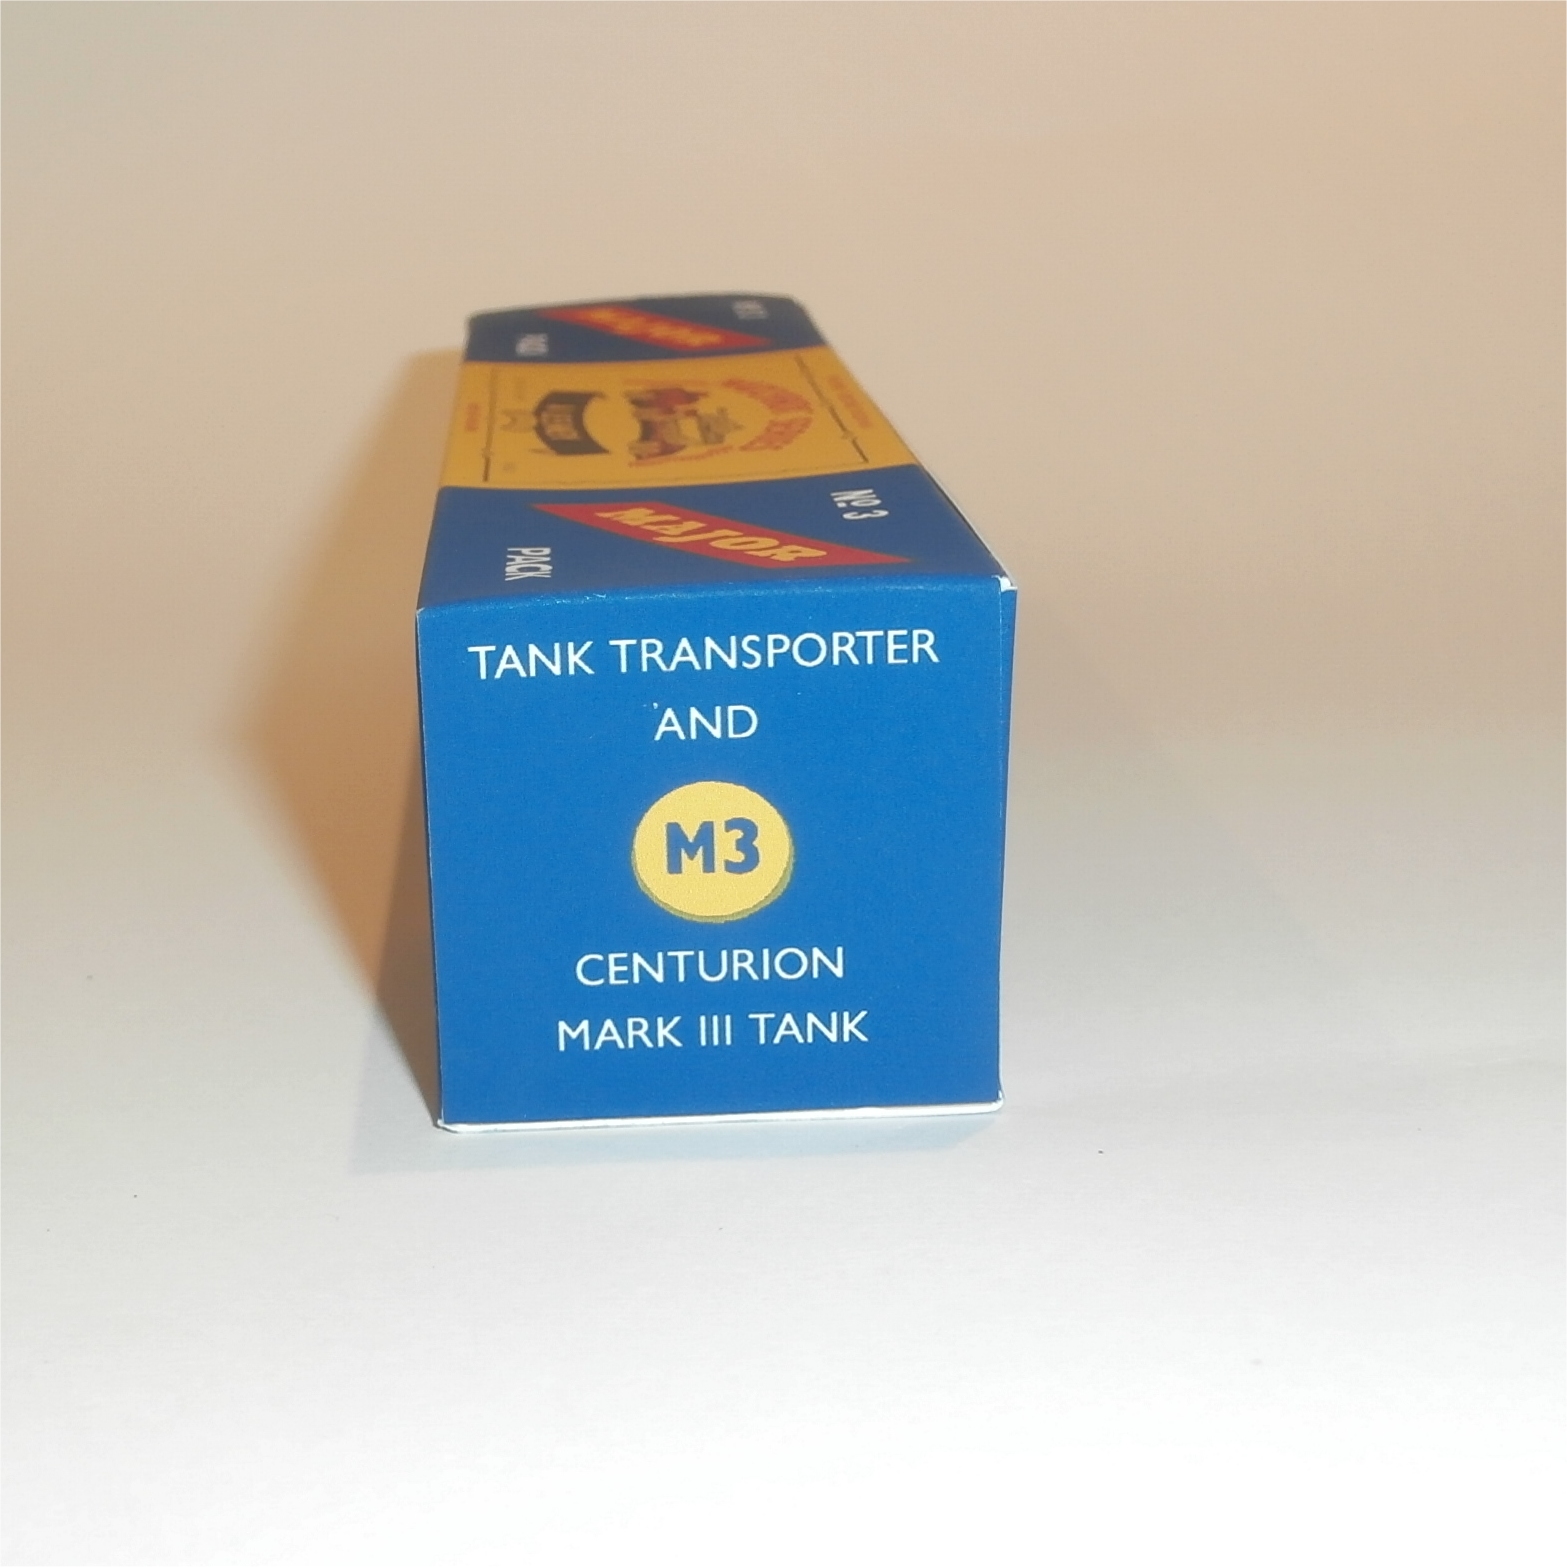 MAJOR
No. 3
MAJOR
PACK
TANK TRANSPORTER
AND
M3
CENTURION
MARK III TANK